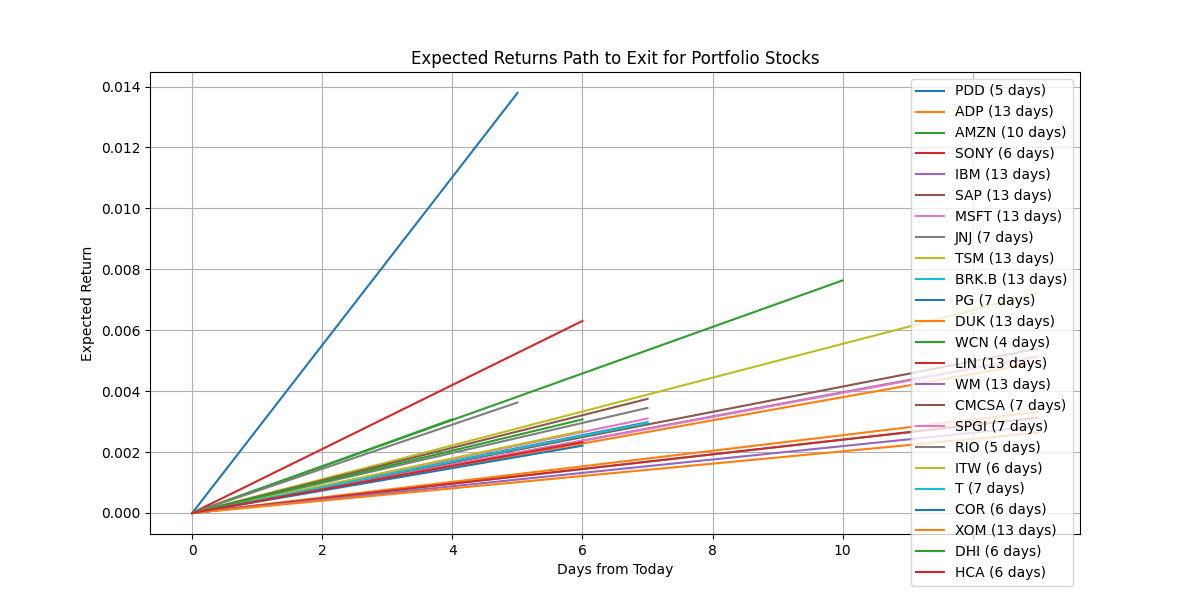 Expected Returns Path to Exit for Portfolio Stocks
Expected Return
0.014
0.012
0.010
0.008
0.006
0.004
0.002
0.000
0
2
4
6
8
10
Days from Today
PDD (5 days)
ADP (13 days)
AMZN (10 days)
SONY (6 days)
IBM (13 days)
SAP (13 days)
MSFT (13 days)
JNJ (7 days)
TSM (13 days)
BRK.B (13 days)
PG (7 days)
DUK (13 days)
WCN (4 days)
LIN (13 days)
WM (13 days)
CMCSA (7 days)
SPGI (7 days)
RIO (5 days)
ITW (6 days)
T (7 days)
COR (6 days)
XOM (13 days)
DHI (6 days)
HCA (6 days)